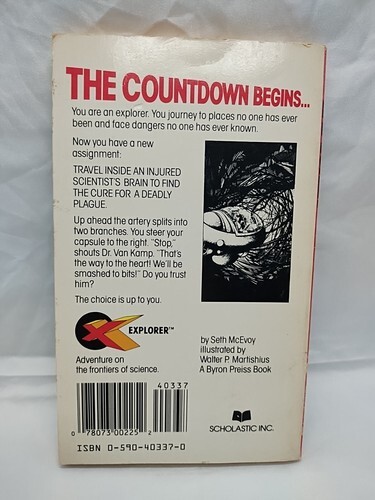 THE COUNTDOWN BEGINS...
You are an explorer. You journey to places no one has ever
been and face dangers no one has ever known.
Now you have a new
assignment:
TRAVEL INSIDE AN INJURED
SCIENTIST'S BRAIN TO FIND
THE CURE FOR A DEADLY
PLAGUE.
Up ahead the artery splits into
two branches. You steer your
capsule to the right. "Stop,"
shouts Dr. Van Kamp. "That's
the way to the heart! We'll be
smashed to bits!" Do you trust
him?
The choice is up to you.
X EXPLORER™
Adventure on
the frontiers of science.
by Seth McEvoy
illustrated by
Walter P. Martishius
A Byron Preiss Book
40337
0 78073 00225 2
ISBN 0-590-40337-0
SCHOLASTIC INC.